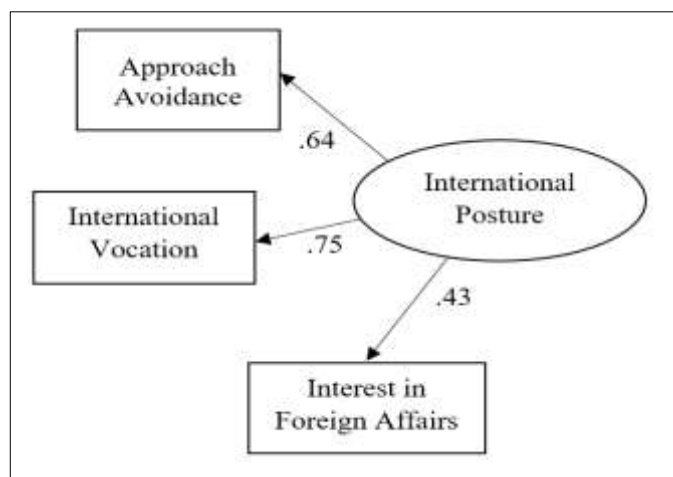 Approach
Avoidance
.64
International
Posture
International
Vocation
.75
.43
Interest in
Foreign Affairs